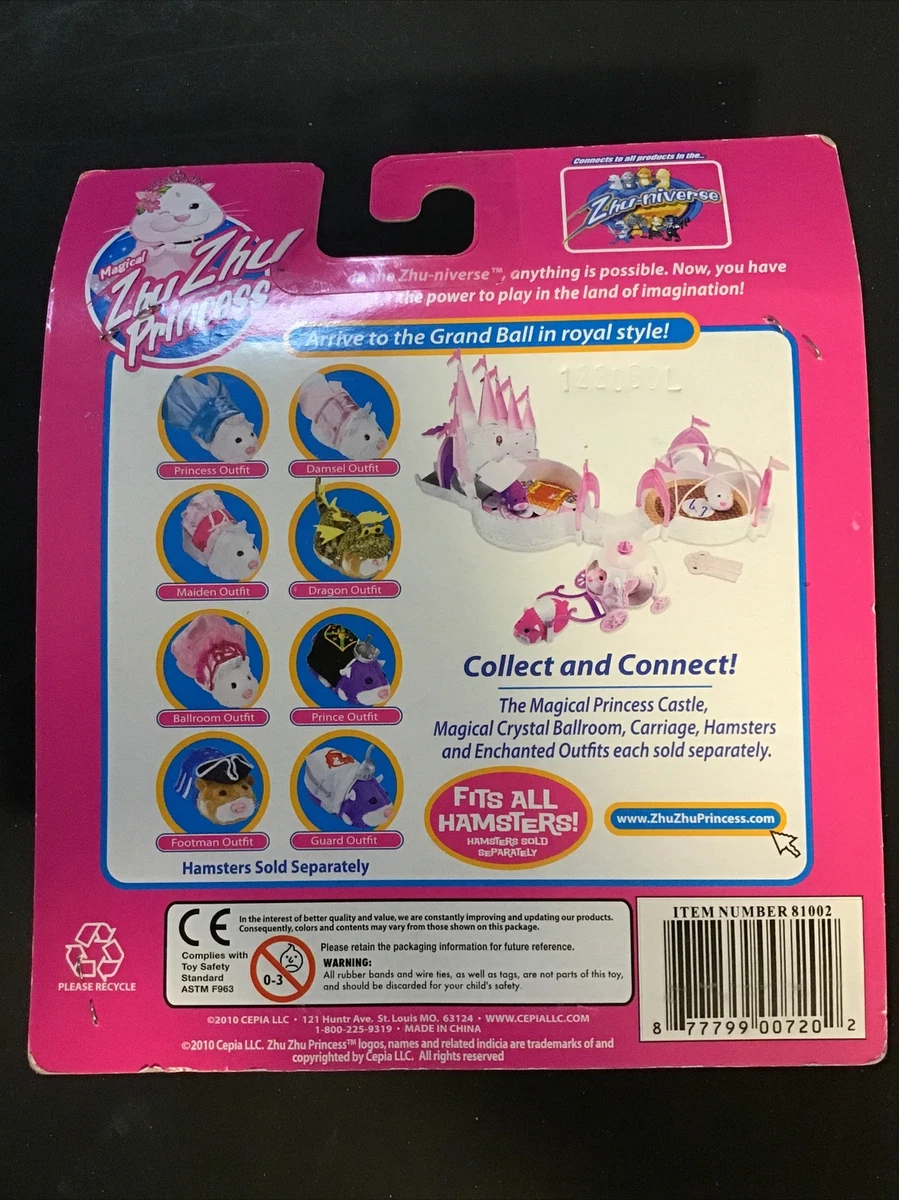 Connects to all products in the...
Zhu-niverse
Magical
Zhu Zhu
Princess
the Zhu-niverse™, anything is possible. Now, you have
the power to play in the land of imagination!
Arrive to the Grand Ball in royal style!
Princess Outfit
Damsel Outfit
Maiden Outfit
Dragon Outfit
Ballroom Outfit
Prince Outfit
Footman Outfit
Guard Outfit
Hamsters Sold Separately
Collect and Connect!
The Magical Princess Castle,
Magical Crystal Ballroom, Carriage, Hamsters
and Enchanted Outfits each sold separately.
FITS ALL
HAMSTERS!
HAMSTERS SOLD
SEPARATELY
www.ZhuZhuPrincess.com
PLEASE RECYCLE
CE
Complies with
Toy Safety
Standard
ASTM F963
In the interest of better quality and value, we are constantly improving and updating our products.
Consequently, colors and contents may vary from those shown on this package.
0-3
Please retain the packaging information for future reference.
WARNING:
All rubber bands and wire ties, as well as tags, are not parts of this toy,
and should be discarded for your child's safety.
ITEM NUMBER 81002
8 77799 00720 2
©2010 CEPIA LLC • 121 Huntr Ave. St. Louis MO. 63124 • WWW.CEPIALLC.COM
1-800-225-9319 • MADE IN CHINA
©2010 Cepia LLC. Zhu Zhu Princess™ logos, names and related indicia are trademarks of and
copyrighted by Cepia LLC. All rights reserved